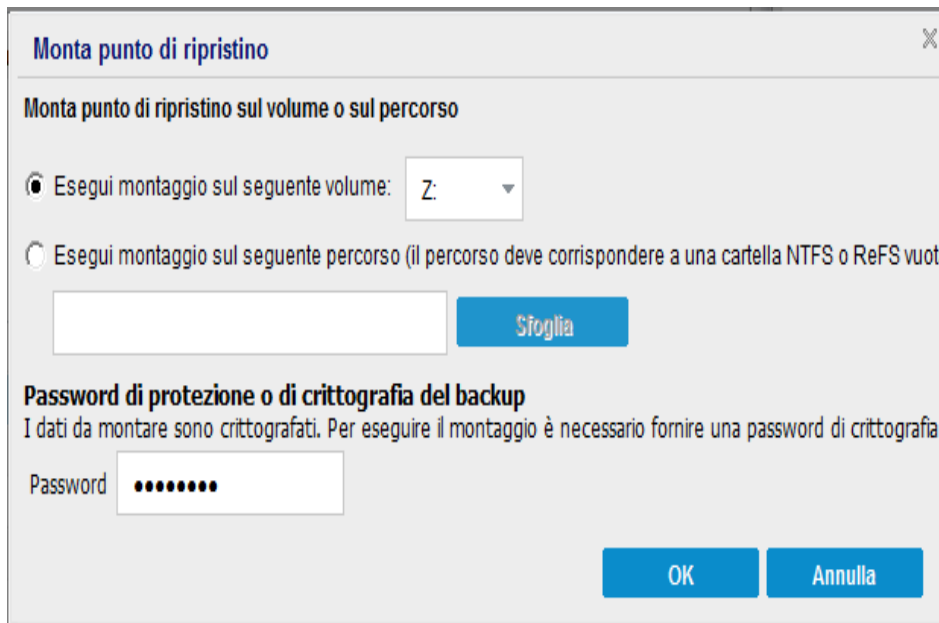 Monta punto di ripristino
Monta punto di ripristino sul volume o sul percorso
Esegui montaggio sul seguente volume: Z:
Esegui montaggio sul seguente percorso (il percorso deve corrispondere a una cartella NTFS o ReFS vuot
Sfoglia
Password di protezione o di crittografia del backup
I dati da montare sono crittografati. Per eseguire il montaggio è necessario fornire una password di crittografia
Password ••••••••
OK Annulla